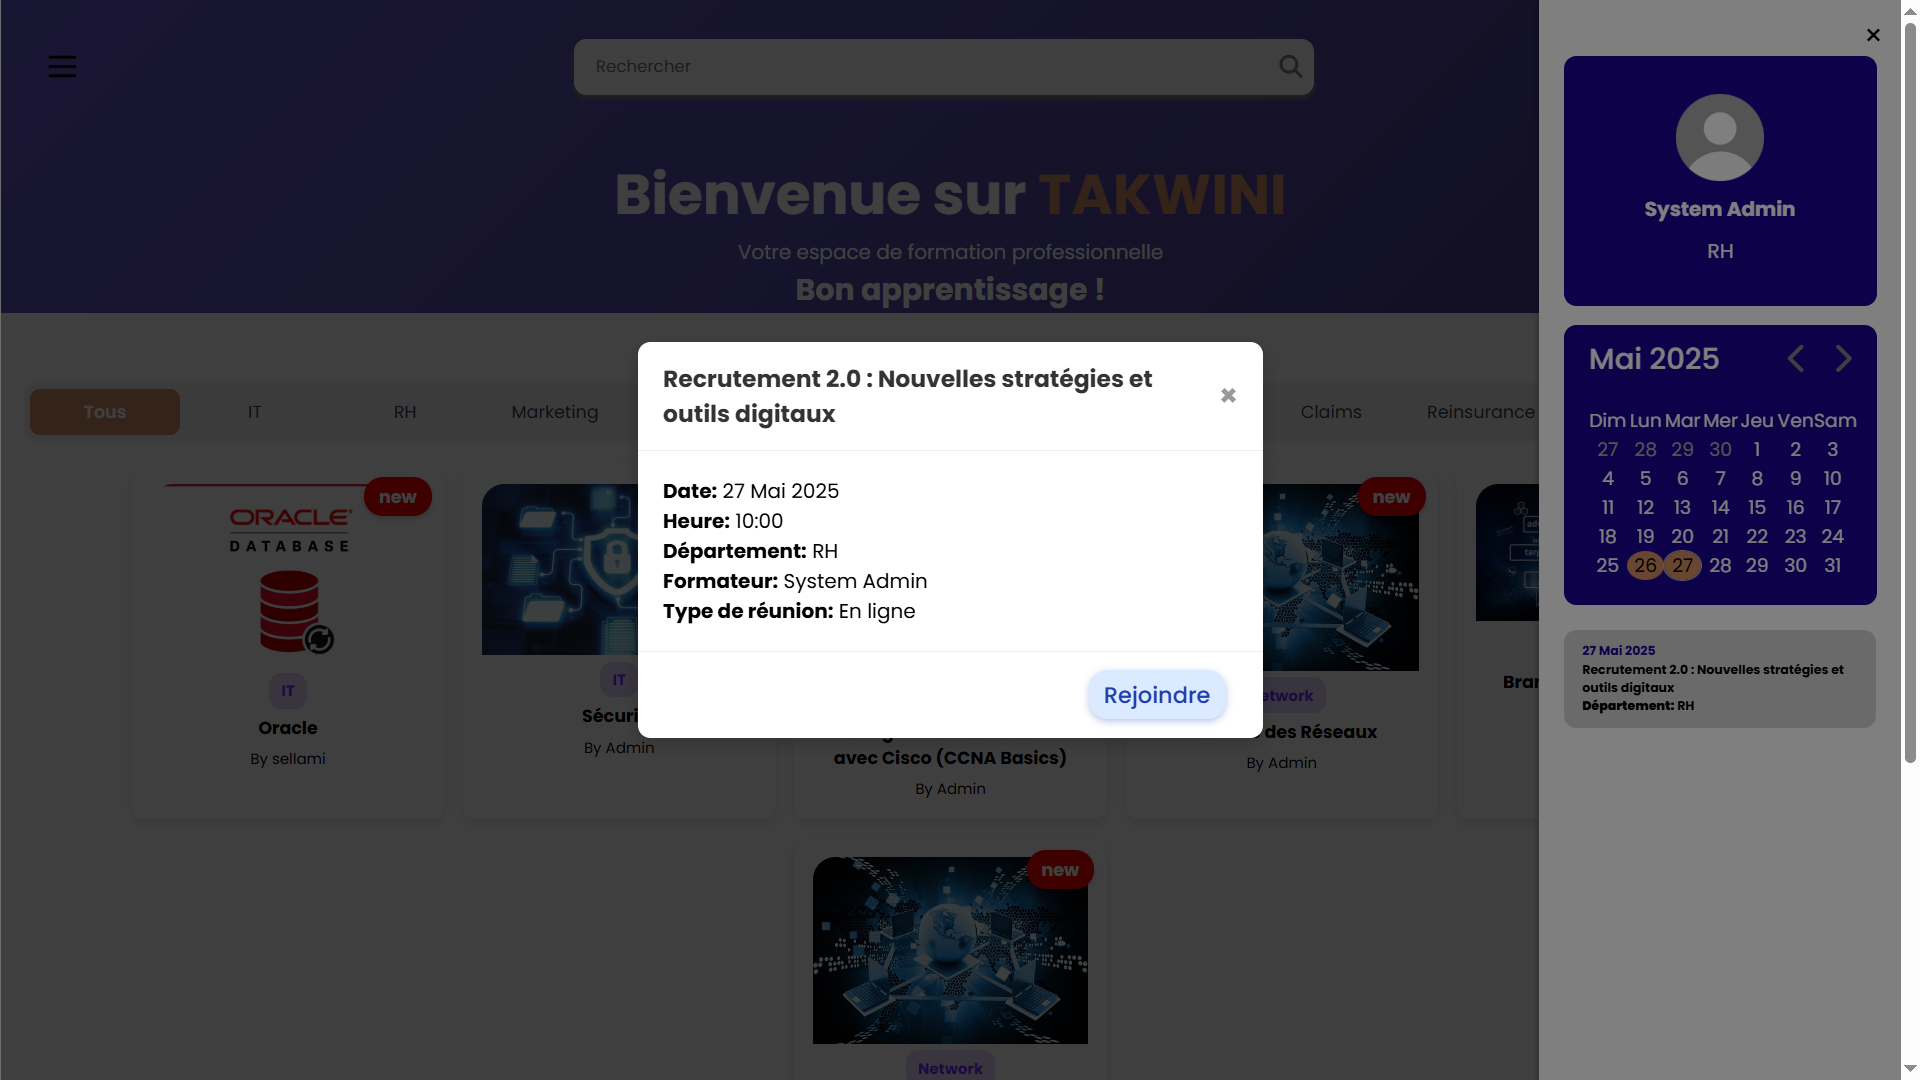 Rechercher
Bienvenue sur TAKWINI
Votre espace de formation professionnelle
Bon apprentissage !
Tous
IT
RH
Marketing
Claims
Reinsurance
Recrutement 2.0 : Nouvelles stratégies et
outils digitaux
Date: 27 Mai 2025
Heure: 10:00
Département: RH
Formateur: System Admin
Type de réunion: En ligne
Rejoindre
new
ORACLE
DATABASE
IT
Oracle
By sellami
IT
By Admin
avec Cisco (CCNA Basics)
By Admin
new
des Réseaux
By Admin
new
Network
System Admin
RH
Mai 2025
Dim Lun Mar Mer Jeu Ven Sam
27 28 29 30 1 2 3
4 5 6 7 8 9 10
11 12 13 14 15 16 17
18 19 20 21 22 23 24
25 26 27 28 29 30 31
27 Mai 2025
Recrutement 2.0 : Nouvelles stratégies et
outils digitaux
Département: RH